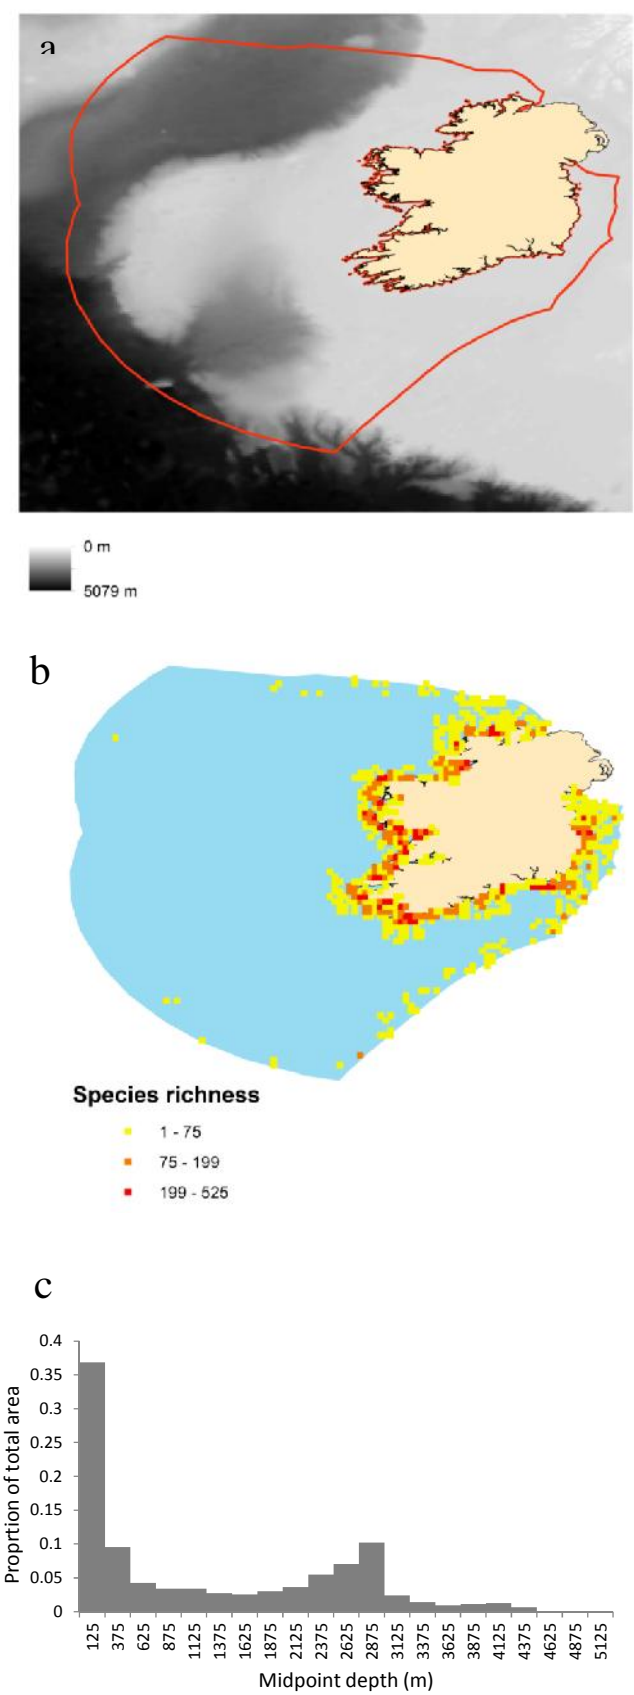 a
0 m
5079 m
b
Species richness
1 - 75
75 - 199
199 - 525
c
Proprtion of total area
0.4
0.35
0.3
0.25
0.2
0.15
0.1
0.05
0
125 375 625 875 1125 1375 1625 1875 2125 2375 2625 2875 3125 3375 3625 3875 4125 4375 4625 4875 5125
Midpoint depth (m)